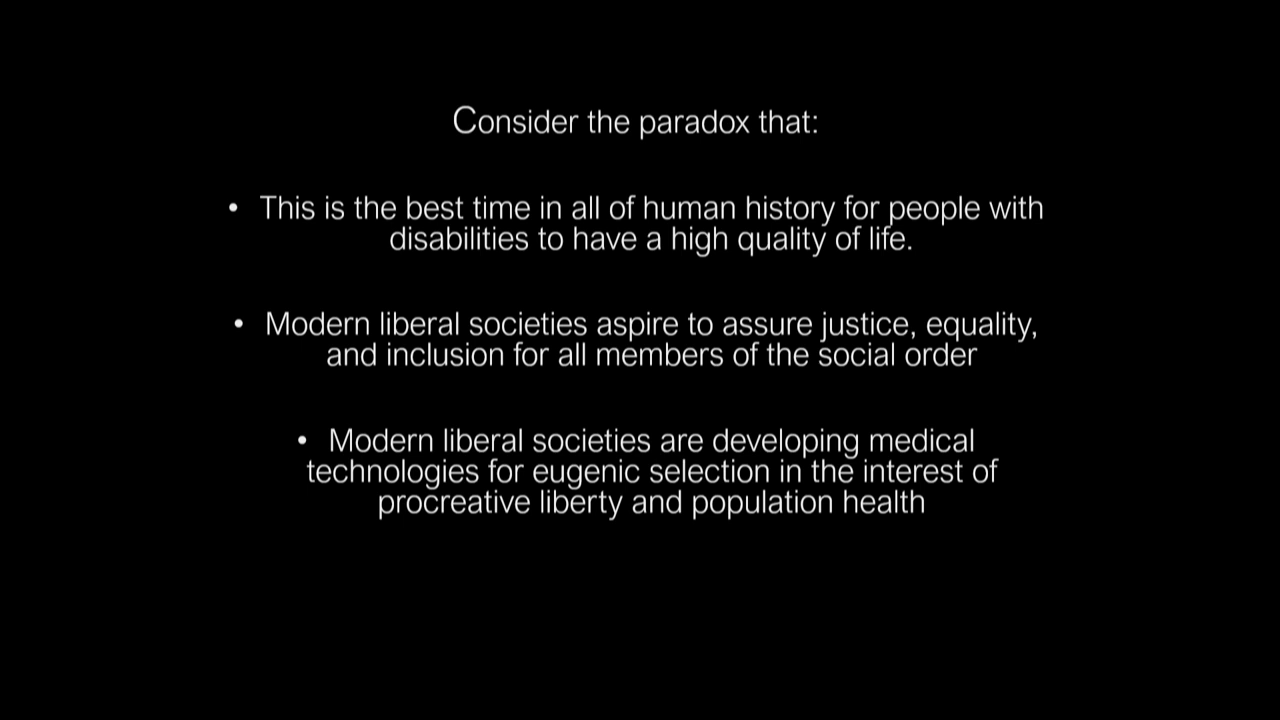 Consider the paradox that:
• This is the best time in all of human history for people with
disabilities to have a high quality of life.
• Modern liberal societies aspire to assure justice, equality,
and inclusion for all members of the social order
• Modern liberal societies are developing medical
technologies for eugenic selection in the interest of
procreative liberty and population health